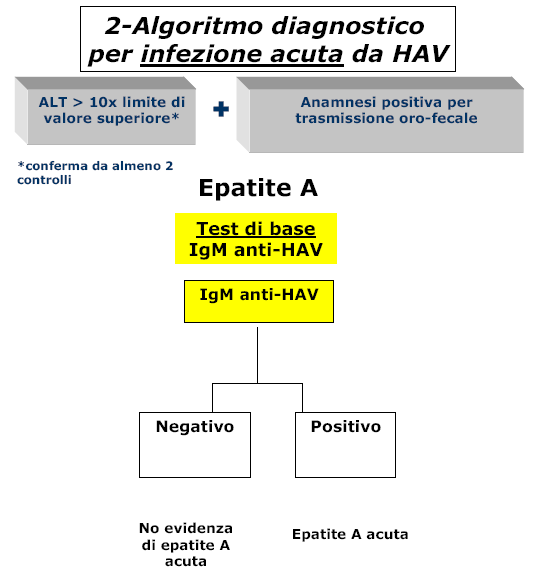 2-Algoritmo diagnostico
per infezione acuta da HAV
ALT > 10x limite di
valore superiore*
+
Anamnesi positiva per
trasmissione oro-fecale
*conferma da almeno 2
controlli
Epatite A
Test di base
IgM anti-HAV
IgM anti-HAV
Negativo
Positivo
No evidenza
di epatite A
acuta
Epatite A acuta